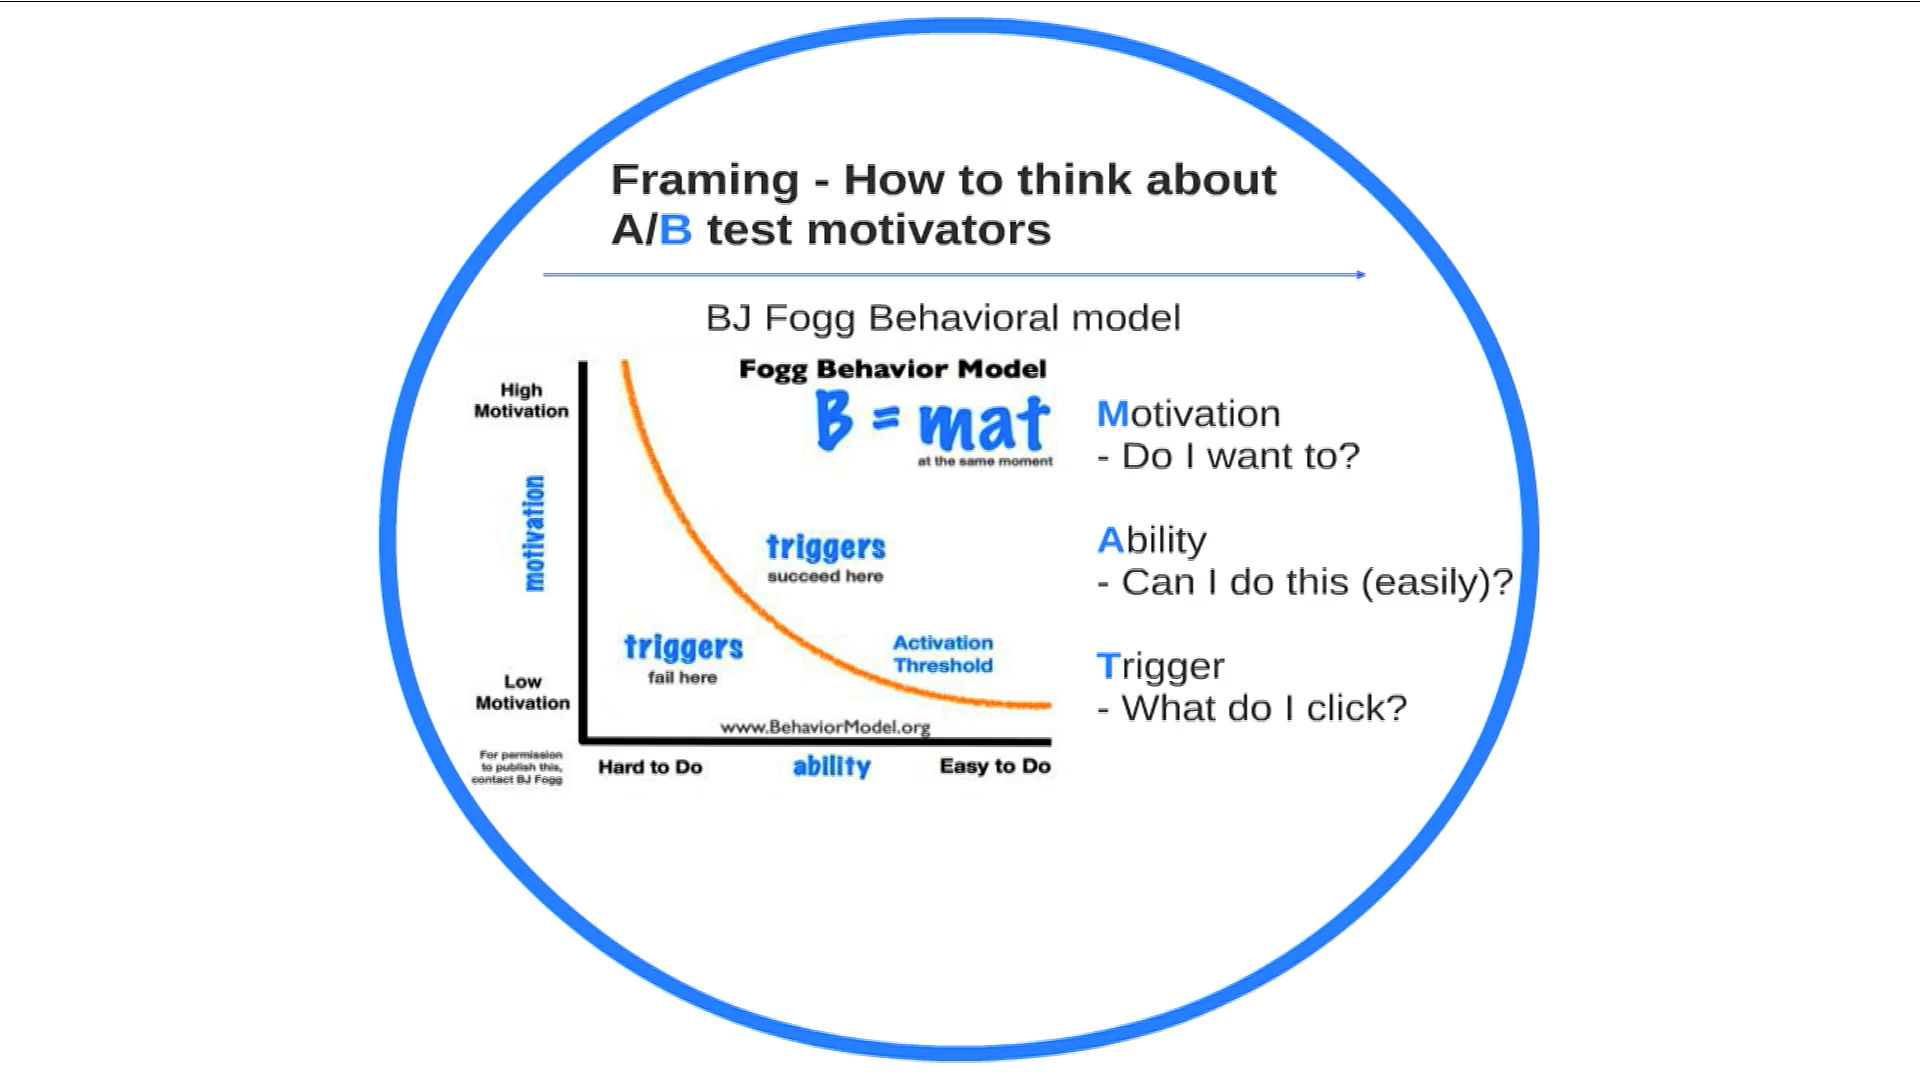 Framing - How to think about
A/B test motivators
BJ Fogg Behavioral model
Fogg Behavior Model
B = mat
at the same moment
High
Motivation
motivation
triggers
succeed here
triggers
fail here
Activation
Threshold
Low
Motivation
www.BehaviorModel.org
For permission
to publish this,
contact BJ Fogg
Hard to Do
ability
Easy to Do
Motivation
- Do I want to?
Ability
- Can I do this (easily)?
Trigger
- What do I click?